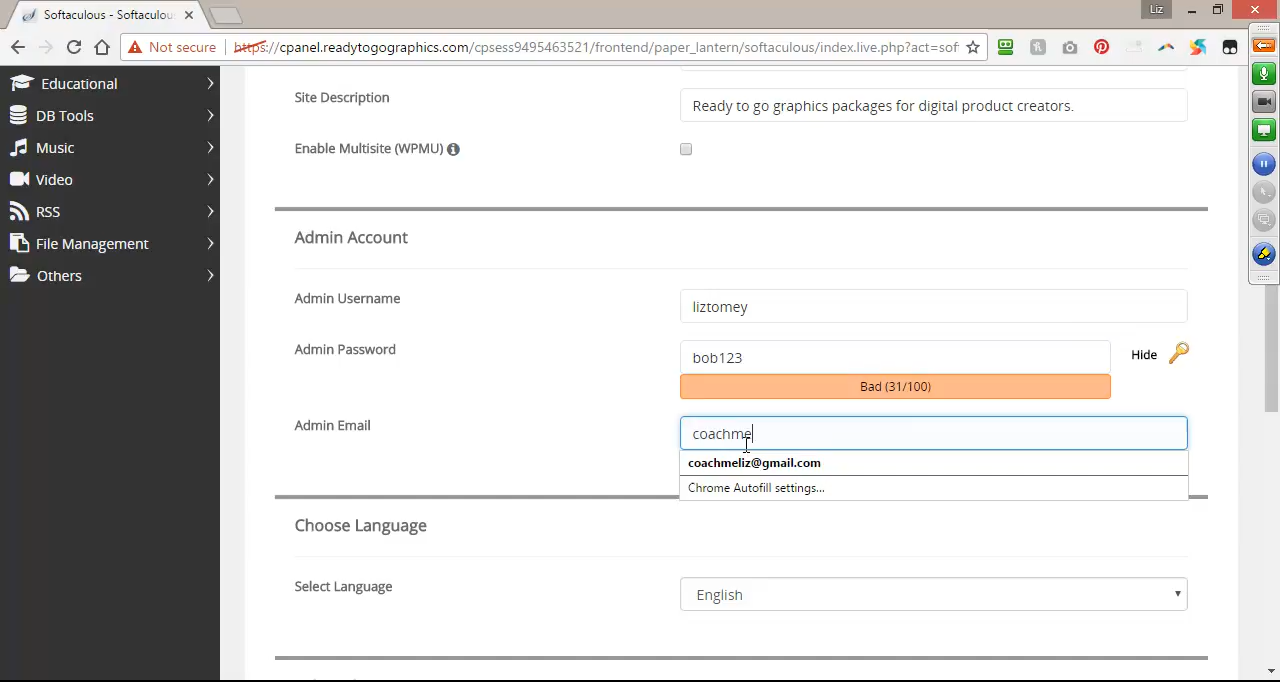 Softaculous - Softaculou
Liz
Not secure
https://cpanel.readytogographics.com/cpsess9495463521/frontend/paper_lantern/softaculous/index.live.php?act=sof
Educational
DB Tools
Music
Video
RSS
File Management
Others
Site Description
Ready to go graphics packages for digital product creators.
Enable Multisite (WPMU)
Admin Account
Admin Username
liztomey
Admin Password
bob123
Hide
Bad (31/100)
Admin Email
coachme
coachmeliz@gmail.com
Chrome Autofill settings...
Choose Language
Select Language
English